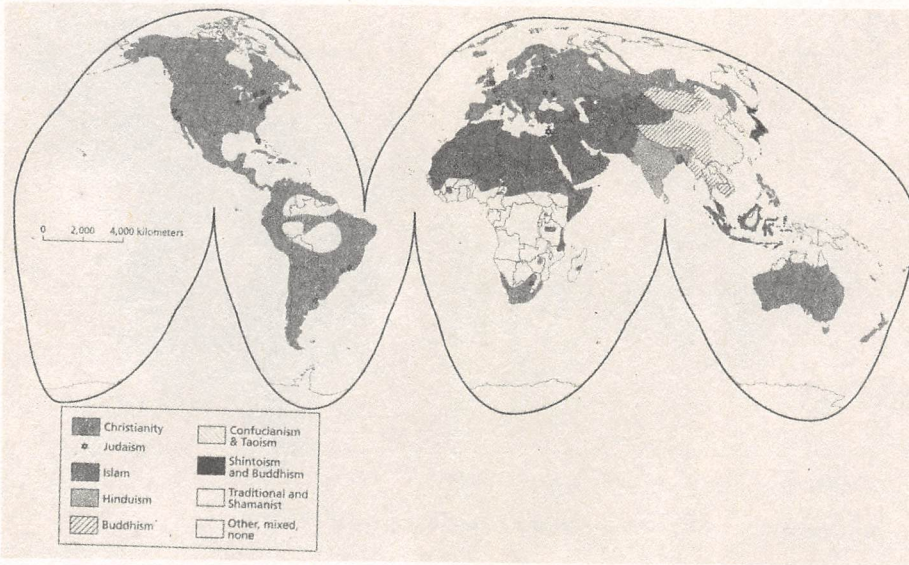 0 2,000 4,000 kilometers
Christianity
Judaism
Islam
Hinduism
Buddhism
Confucianism
& Taoism
Shintoism
and Buddhism
Traditional and
Shamanist
Other, mixed,
none